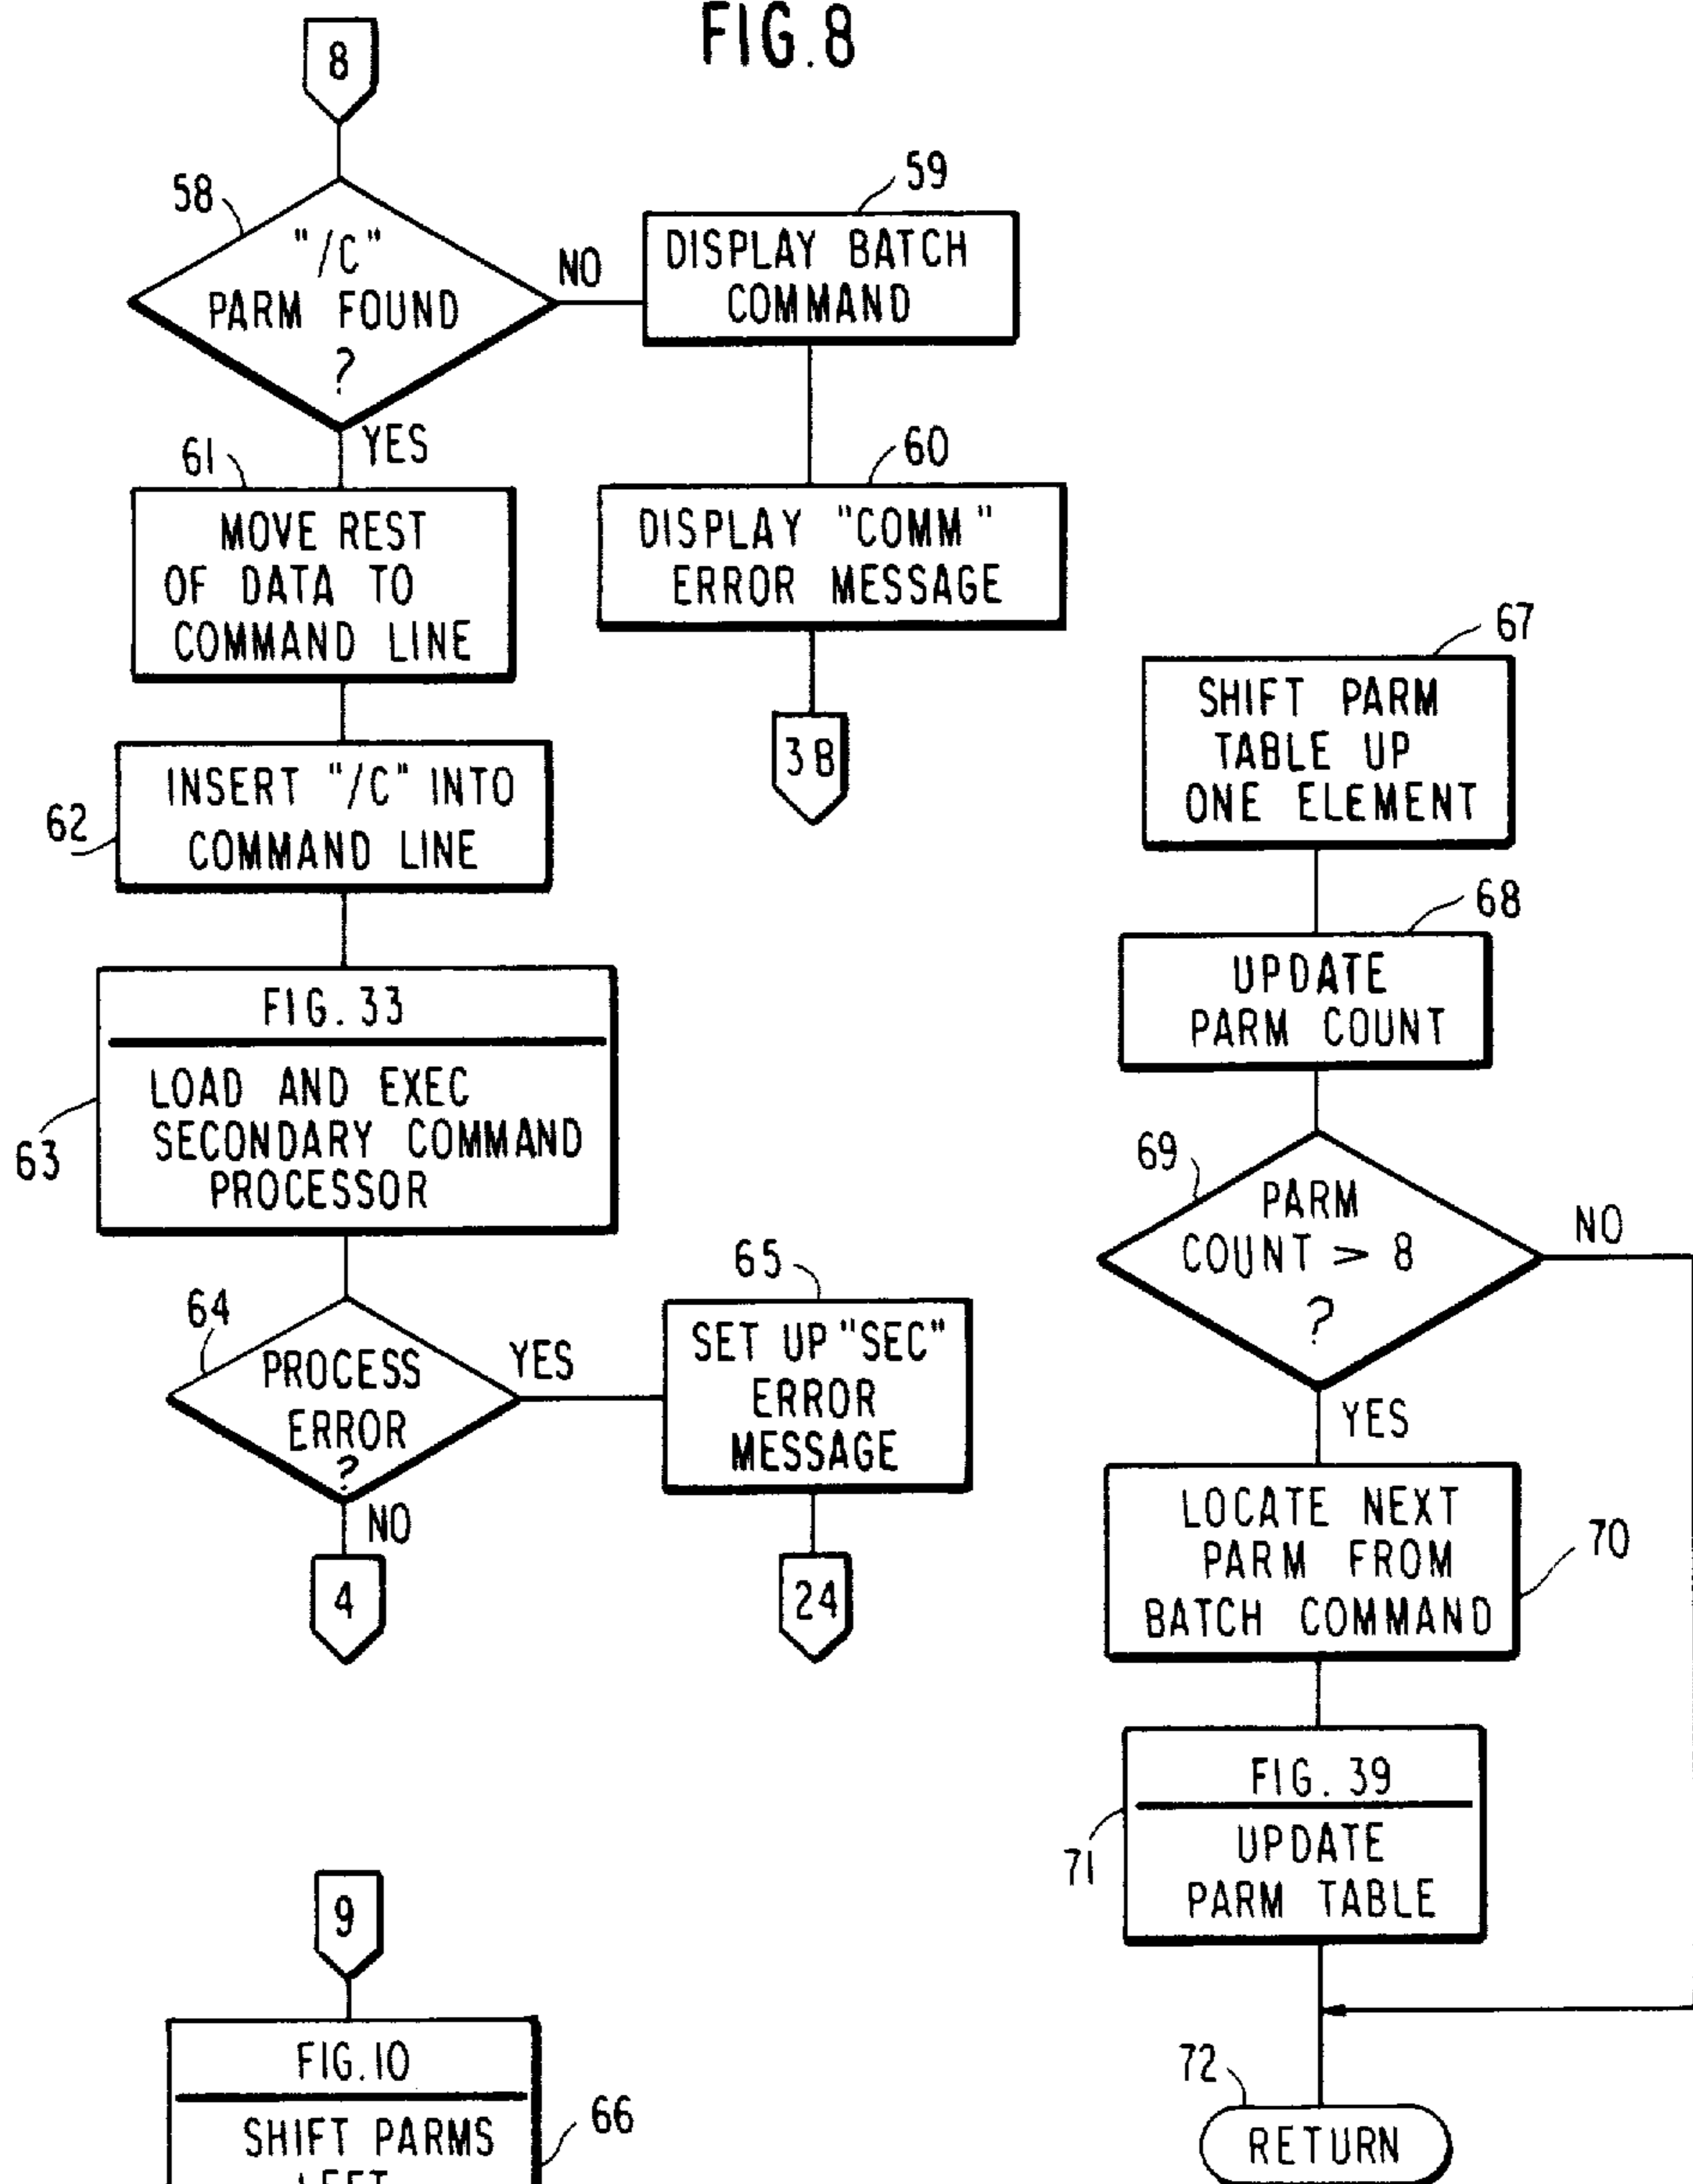 FIG. 8
8
58
"/C"
PARM FOUND
?
NO
YES
59
DISPLAY BATCH
COMMAND
60
DISPLAY "COMM"
ERROR MESSAGE
38
61
MOVE REST
OF DATA TO
COMMAND LINE
62
INSERT "/C" INTO
COMMAND LINE
63
FIG. 33
LOAD AND EXEC
SECONDARY COMMAND
PROCESSOR
64
PROCESS
ERROR
?
YES
NO
4
65
SET UP "SEC"
ERROR
MESSAGE
24
9
FIG. 10
SHIFT PARMS
LEFT
66
67
SHIFT PARM
TABLE UP
ONE ELEMENT
68
UPDATE
PARM COUNT
69
PARM
COUNT > 8
?
NO
YES
LOCATE NEXT
PARM FROM
BATCH COMMAND
70
FIG. 39
UPDATE
PARM TABLE
71
72
RETURN